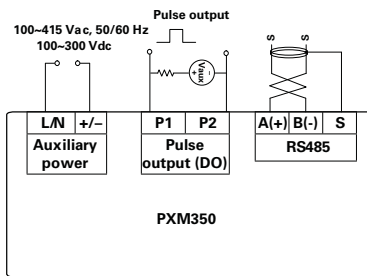 Pulse output
100~415 Vac, 50/60 Hz
100~300 Vdc
- Vaux +
S S
L/N +/– P1 P2 A(+) B(-) S
Auxiliary power
Pulse output (DO)
RS485
PXM350